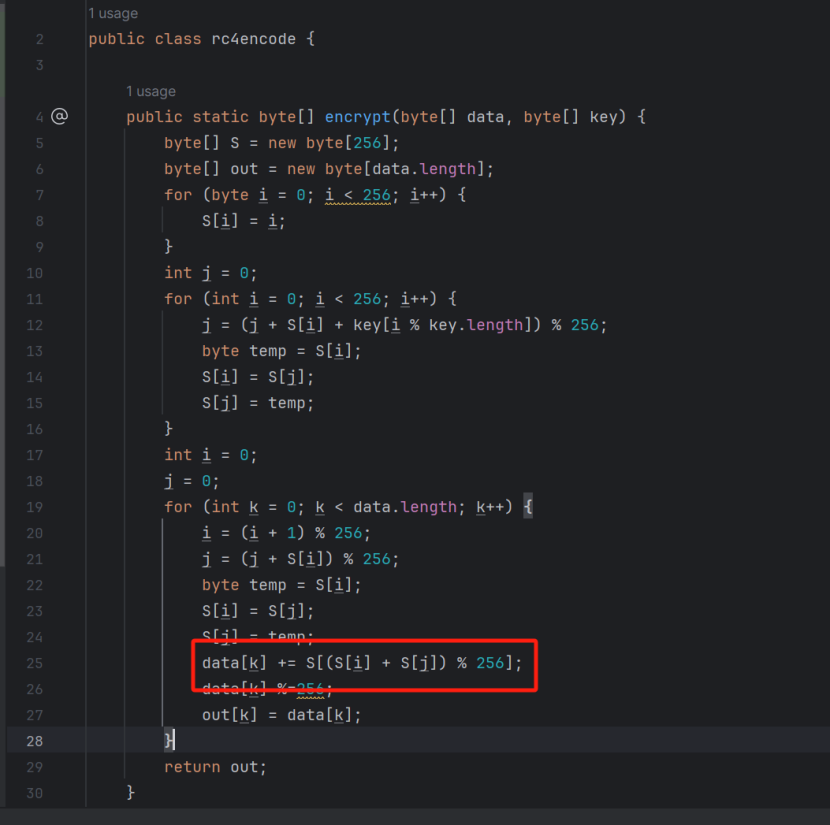 1 usage
2 public class rc4encode {
3
1 usage
4 @ public static byte[] encrypt(byte[] data, byte[] key) {
5 byte[] S = new byte[256];
6 byte[] out = new byte[data.length];
7 for (byte i = 0; i < 256; i++) {
8 S[i] = i;
9 }
10 int j = 0;
11 for (int i = 0; i < 256; i++) {
12 j = (j + S[i] + key[i % key.length]) % 256;
13 byte temp = S[i];
14 S[i] = S[j];
15 S[j] = temp;
16 }
17 int i = 0;
18 j = 0;
19 for (int k = 0; k < data.length; k++) {
20 i = (i + 1) % 256;
21 j = (j + S[i]) % 256;
22 byte temp = S[i];
23 S[i] = S[j];
24 S[j] = temp;
25 data[k] += S[(S[i] + S[j]) % 256];
26 data[k] %=256;
27 out[k] = data[k];
28 }
29 return out;
30 }